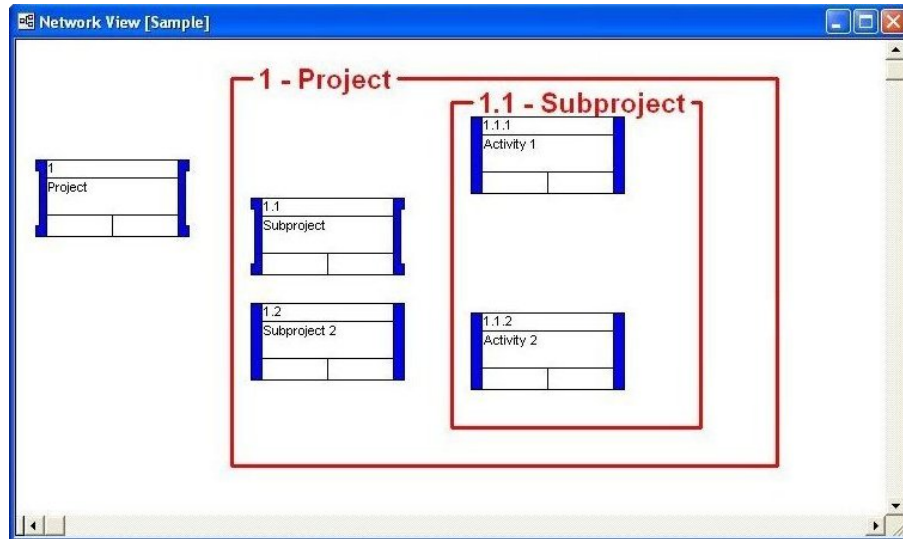 Network View [Sample]
1 - Project
1.1 - Subproject
1.1.1
Activity 1
1
Project
1.1
Subproject
1.2
Subproject 2
1.1.2
Activity 2